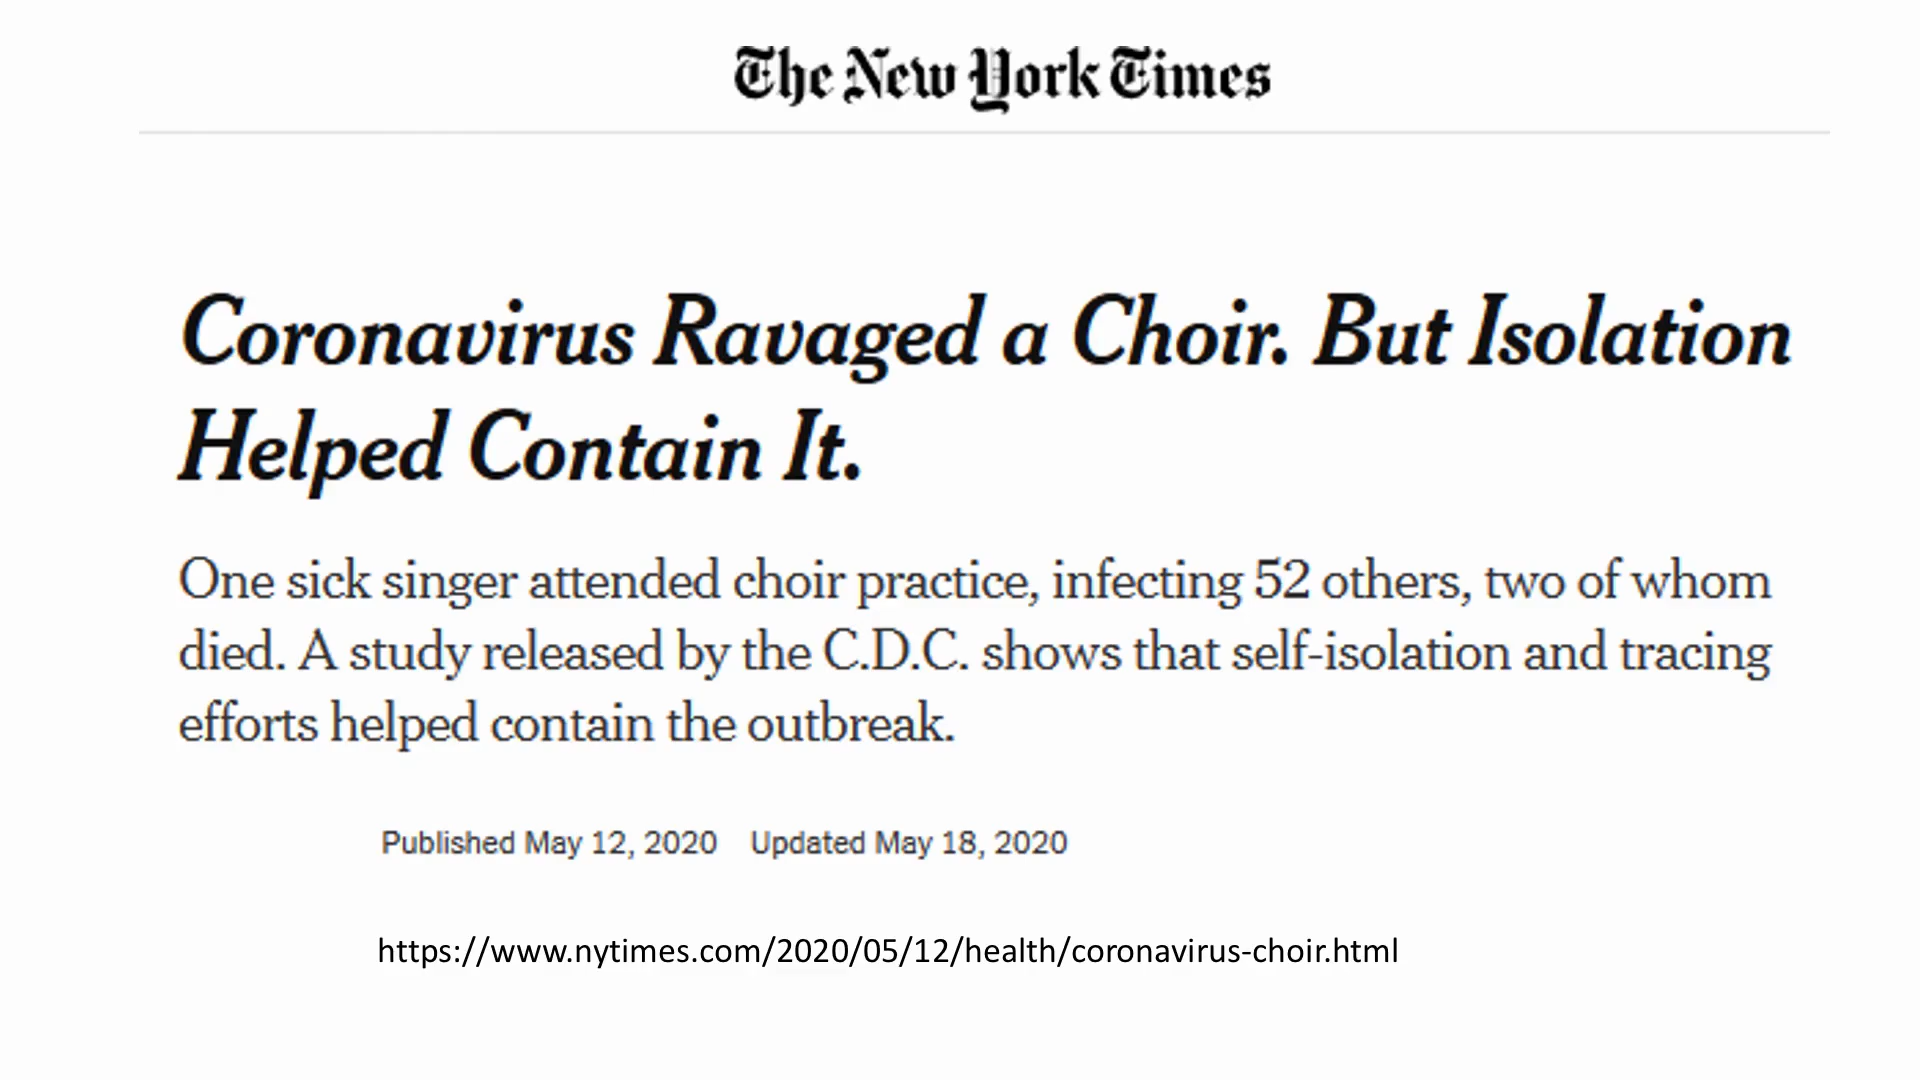 The New York Times
Coronavirus Ravaged a Choir. But Isolation
Helped Contain It.
One sick singer attended choir practice, infecting 52 others, two of whom
died. A study released by the C.D.C. shows that self-isolation and tracing
efforts helped contain the outbreak.
Published May 12, 2020 Updated May 18, 2020
https://www.nytimes.com/2020/05/12/health/coronavirus-choir.html